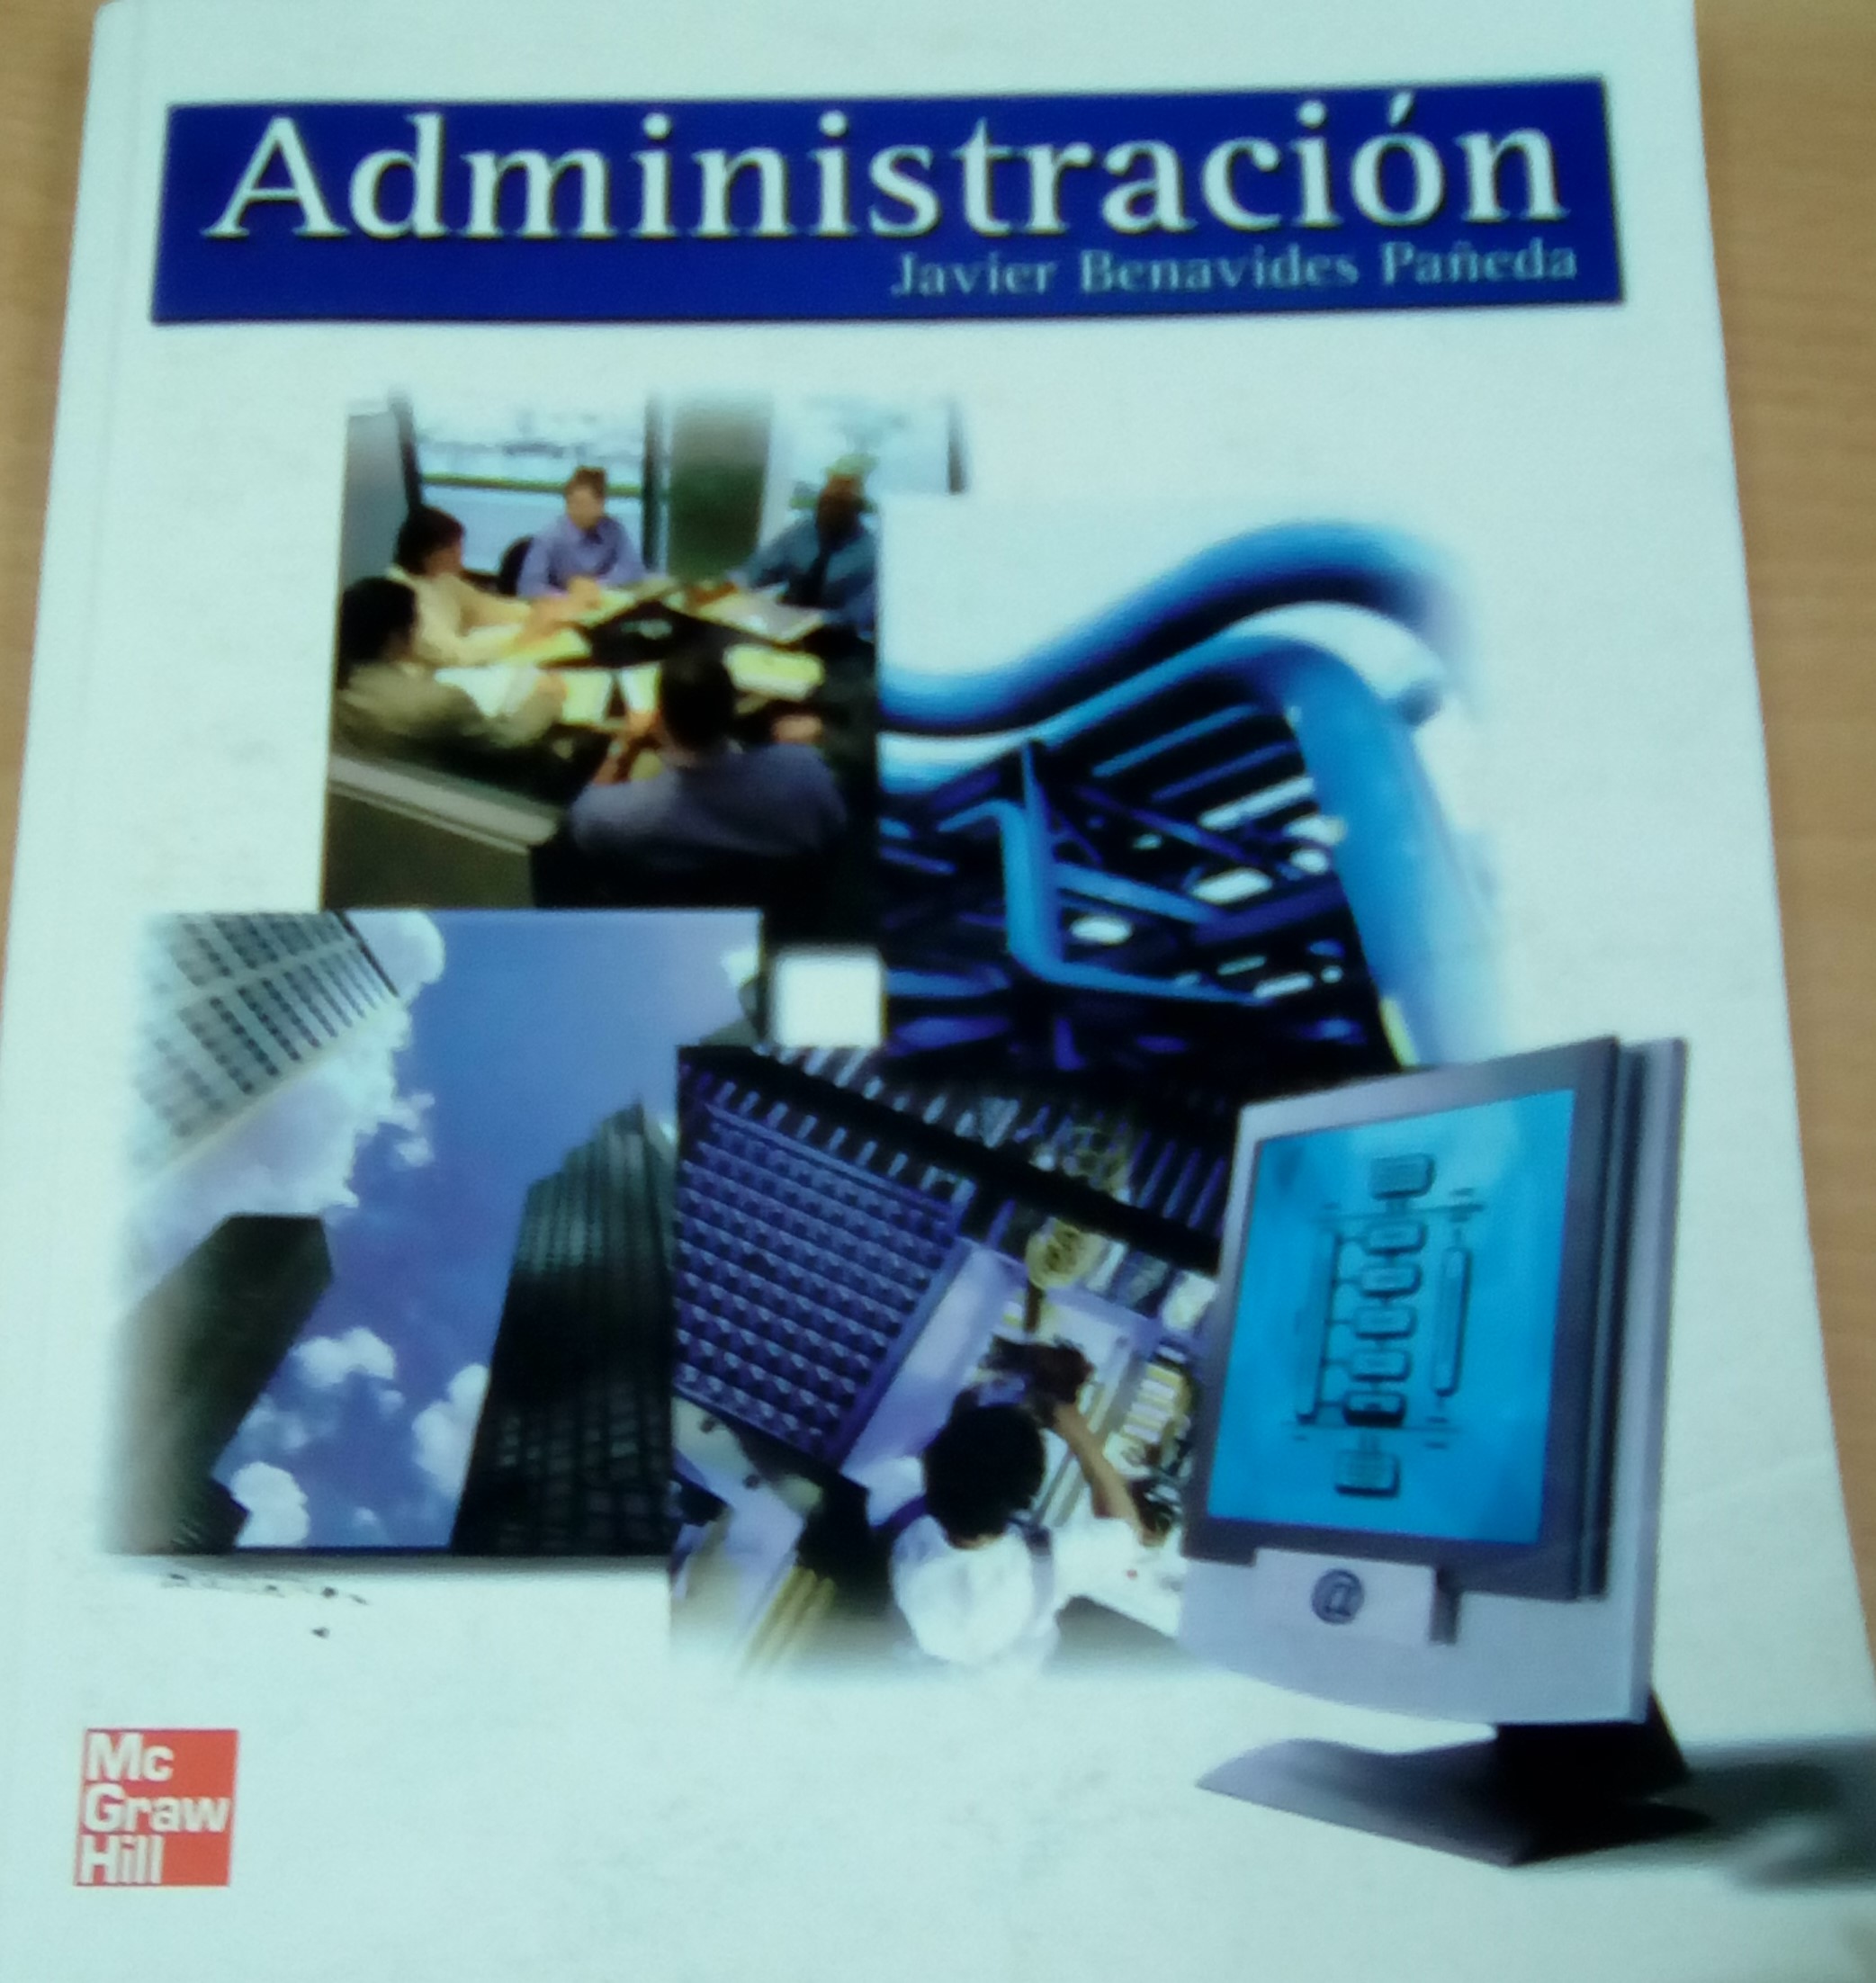 Administración
Javier Benavides Pañeda
@
Mc
Graw
Hill